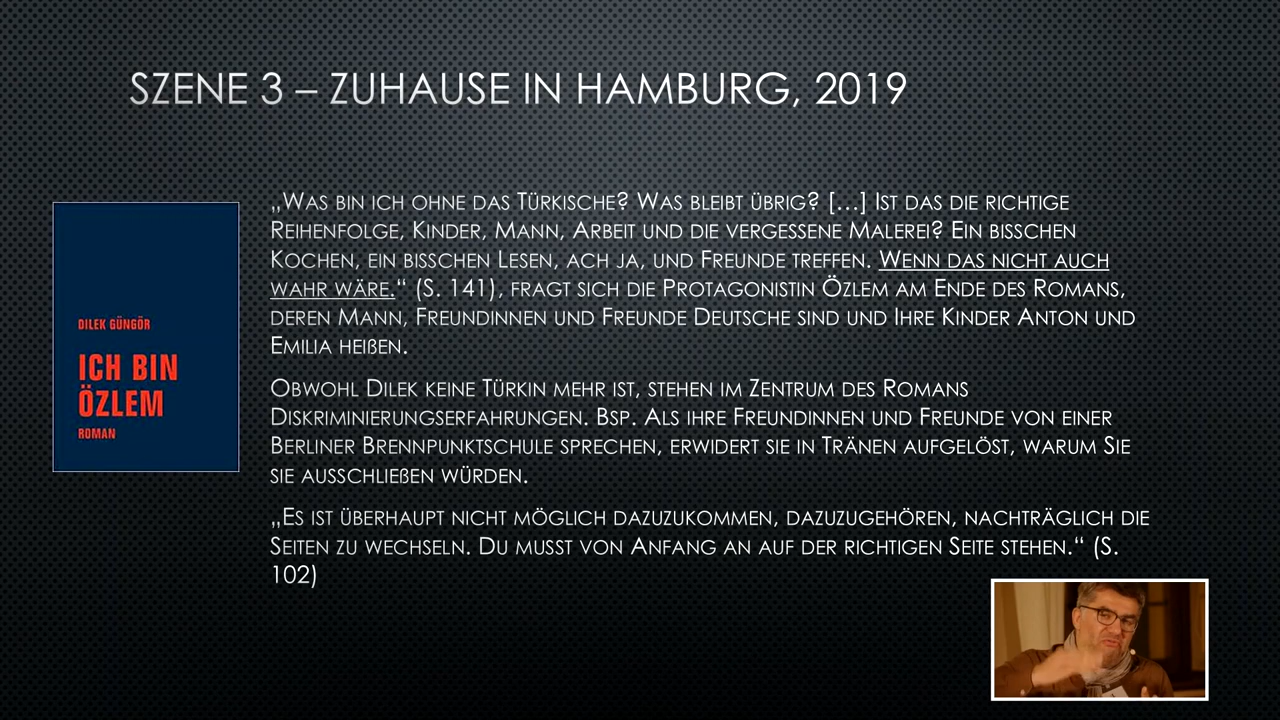 SZENE 3 – ZUHAUSE IN HAMBURG, 2019
„WAS BIN ICH OHNE DAS TÜRKISCHE? WAS BLEIBT ÜBRIG? […] IST DAS DIE RICHTIGE
REIHENFOLGE, KINDER, MANN, ARBEIT UND DIE VERGESSENE MALEREI? EIN BISSCHEN
KOCHEN, EIN BISSCHEN LESEN, ACH JA, UND FREUNDE TREFFEN. WENN DAS NICHT AUCH
WAHR WÄRE.“ (S. 141), FRAGT SICH DIE PROTAGONISTIN ÖZLEM AM ENDE DES ROMANS,
DEREN MANN, FREUNDINNEN UND FREUNDE DEUTSCHE SIND UND IHRE KINDER ANTON UND
EMILIA HEIßEN.
OBWOHL DILEK KEINE TÜRKIN MEHR IST, STEHEN IM ZENTRUM DES ROMANS
DISKRIMINIERUNGSERFAHRUNGEN. BSP. ALS IHRE FREUNDINNEN UND FREUNDE VON EINER
BERLINER BRENNPUNKTSCHULE SPRECHEN, ERWIDERT SIE IN TRÄNEN AUFGELÖST, WARUM SIE
SIE AUSSCHLIEßEN WÜRDEN.
„ES IST ÜBERHAUPT NICHT MÖGLICH DAZUZUKOMMEN, DAZUZUGEHÖREN, NACHTRÄGLICH DIE
SEITEN ZU WECHSELN. DU MUSST VON ANFANG AN AUF DER RICHTIGEN SEITE STEHEN.“ (S.
102)
DILEK GÜNGÖR
ICH BIN
ÖZLEM
ROMAN